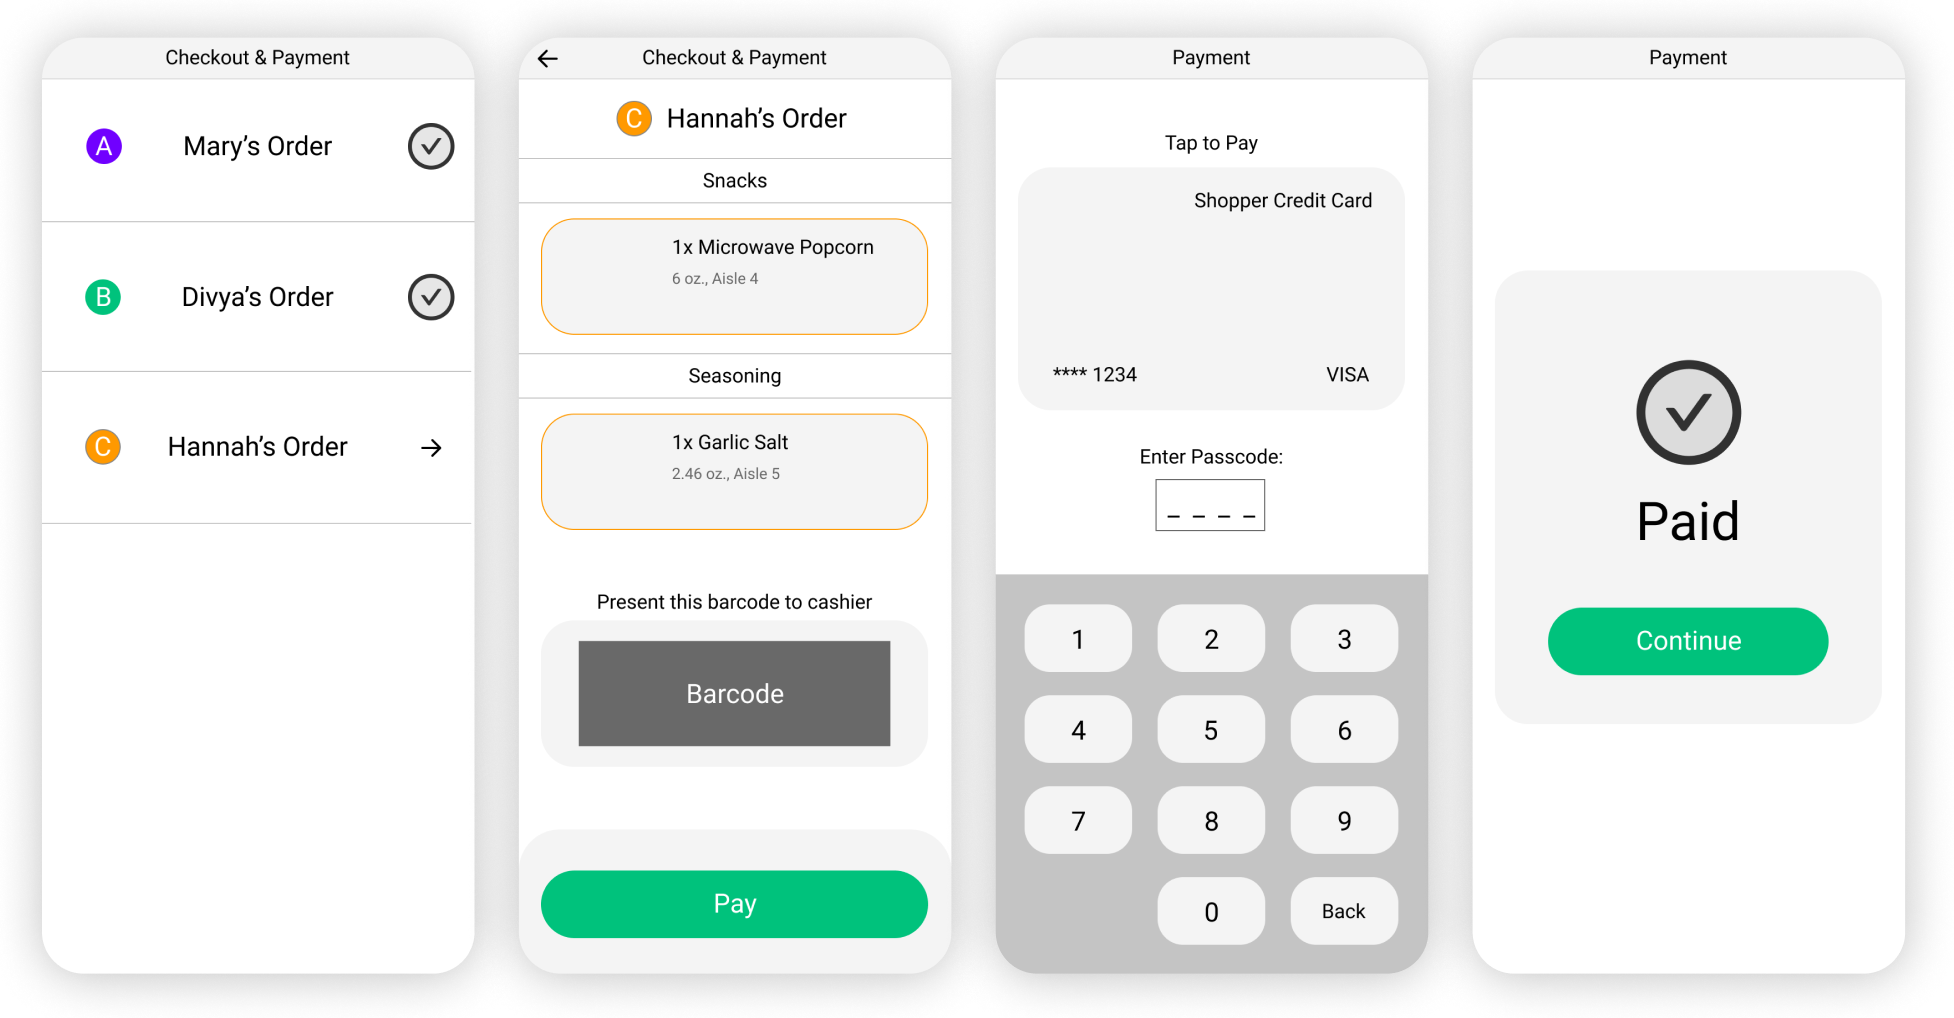 Checkout & Payment
A Mary's Order
B Divya's Order
C Hannah's Order
Checkout & Payment
C Hannah's Order
Snacks
1x Microwave Popcorn
6 oz., Aisle 4
Seasoning
1x Garlic Salt
2.46 oz., Aisle 5
Present this barcode to cashier
Barcode
Pay
Payment
Tap to Pay
Shopper Credit Card
**** 1234 VISA
Enter Passcode:
_ _ _ _
1 2 3
4 5 6
7 8 9
0 Back
Payment
Paid
Continue